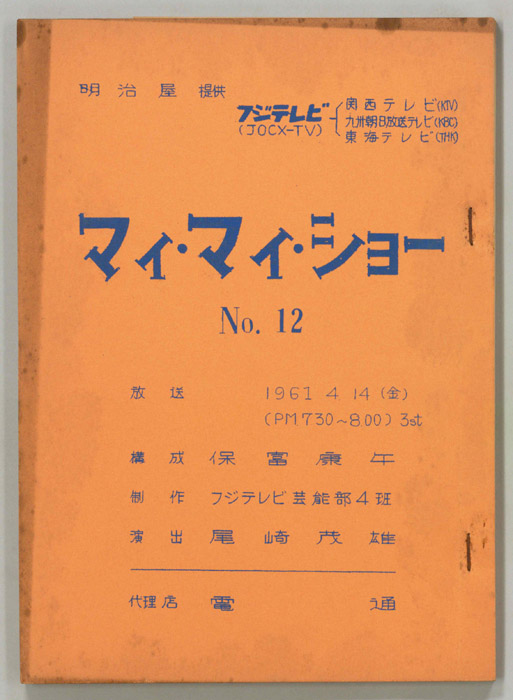 明治屋 提供
フジテレビ
(JOCX-TV)
関西テレビ(KTV)
九州朝日放送テレビ(KBC)
東海テレビ(THK)
マイ・マイ・ショー
No. 12
放送 1961 4 14 (金)
(PM.730～8.00) 3st
構成 保富康午
制作 フジテレビ芸能部4班
演出 尾崎茂雄
代理店 電通